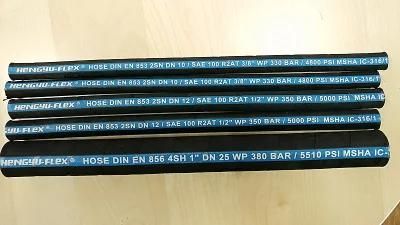 HENGYU-FLEX® HOSE DIN EN 853 2SN DN 10 / SAE 100 R2AT 3/8" WP 330 BAR / 4800 PSI MSHA IC-316/1
HENGYU-FLEX® HOSE DIN EN 853 2SN DN 10 / SAE 100 R2AT 3/8" WP 330 BAR / 4800 PSI MSHA IC-316/1
HENGYU-FLEX® HOSE DIN EN 853 2SN DN 12 / SAE 100 R2AT 1/2" WP 350 BAR / 5000 PSI MSHA IC
GYU-FLEX® HOSE DIN EN 853 2SN DN 12 / SAE 100 R2AT 1/2" WP 350 BAR / 5000 PSI MSHA IC-316/1
HENGYU-FLEX® HOSE DIN EN 856 4SH 1" DN 25 WP 380 BAR / 5510 PSI MSHA IC-